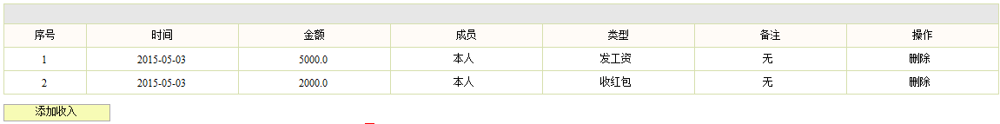 序号 时间 金额 成员 类型 备注 操作
1 2015-05-03 5000.0 本人 发工资 无 删除
2 2015-05-03 2000.0 本人 收红包 无 删除
添加收入